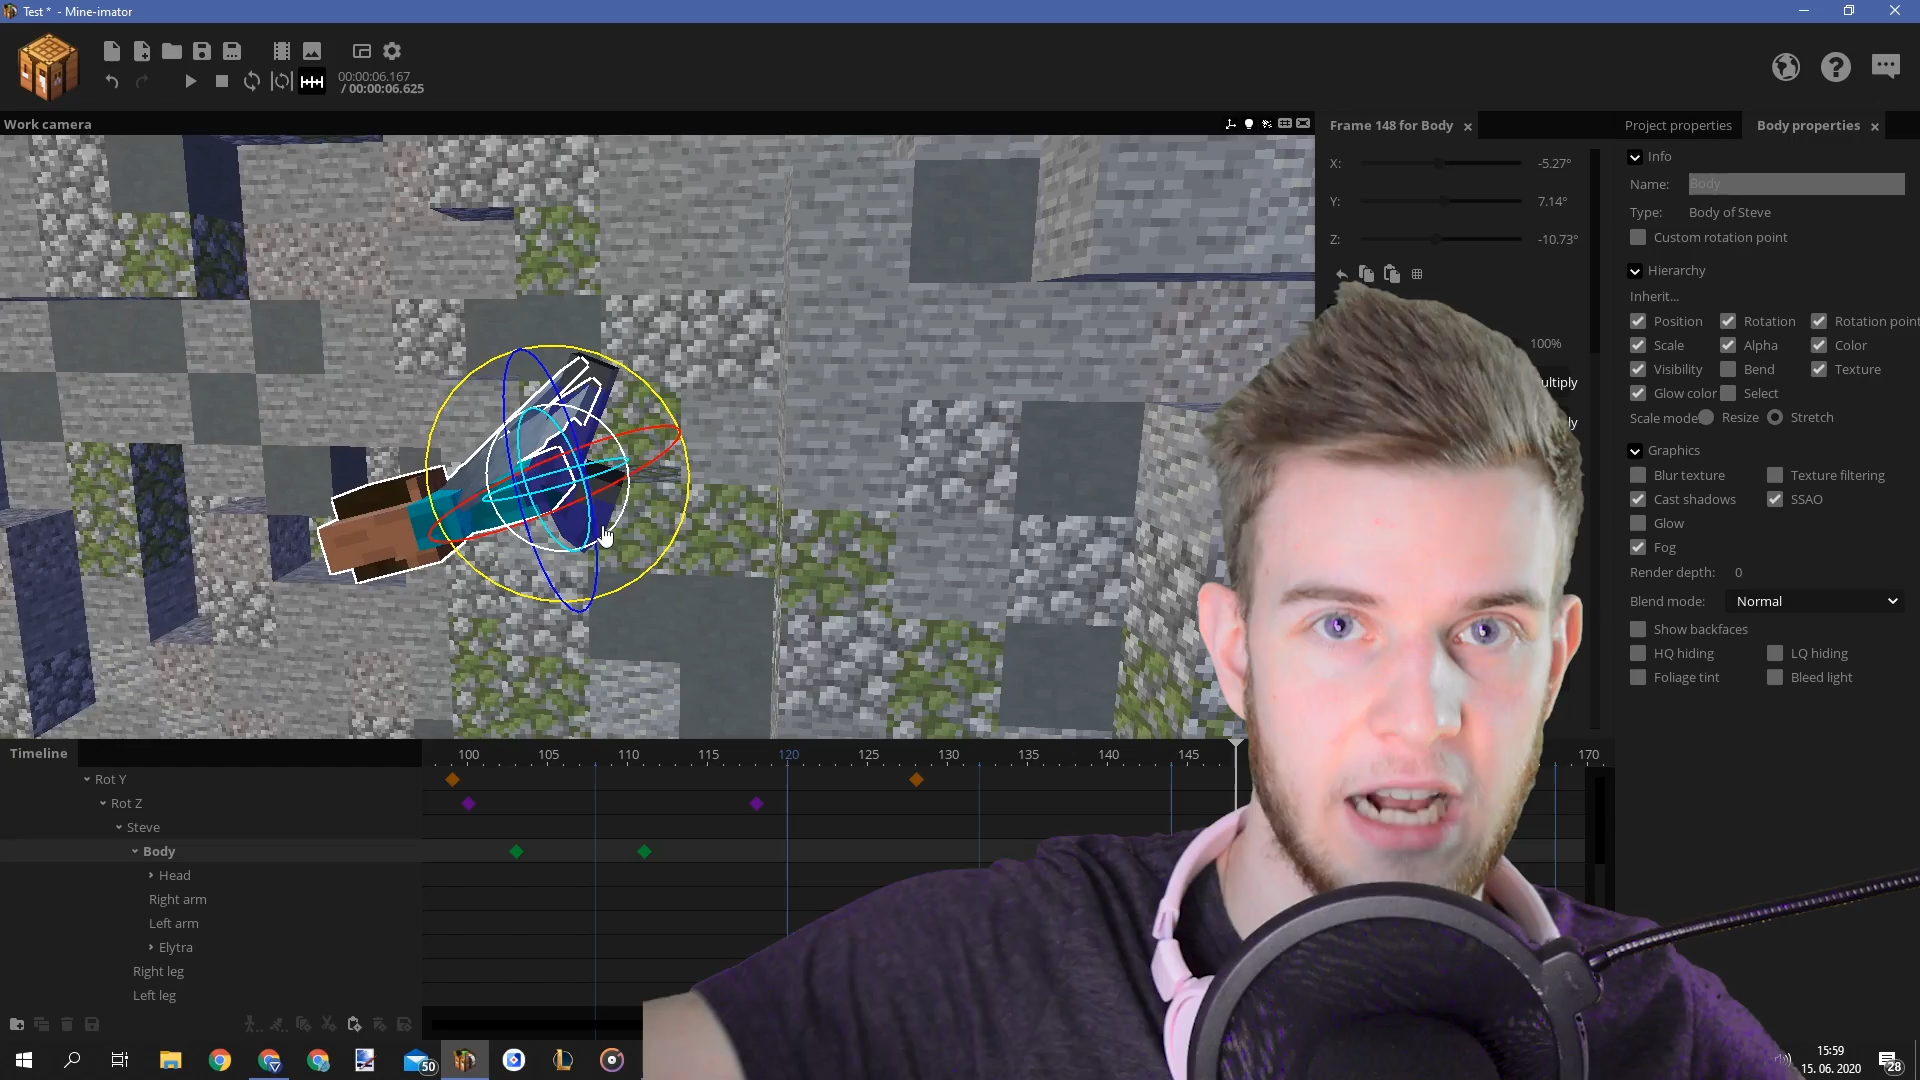 Test * - Mine-imator
00:00:06.167
/ 00:00:06.625
Work camera
Frame 148 for Body
X: -5.27°
Y: 7.14°
Z: -10.73°
100%
Project properties
Body properties
Info
Name: Body
Type: Body of Steve
Custom rotation point
Hierarchy
Inherit...
Position Rotation Rotation point
Scale Alpha Color
Visibility Bend Texture
Glow color Select
Scale mode Resize Stretch
Graphics
Blur texture Texture filtering
Cast shadows SSAO
Glow
Fog
Render depth: 0
Blend mode: Normal
Show backfaces
HQ hiding LQ hiding
Foliage tint Bleed light
Timeline
100 105 110 115 120 125 130 135 140 145 170
Rot Y
Rot Z
Steve
Body
Head
Right arm
Left arm
Elytra
Right leg
Left leg
50
15:59
15. 06. 2020
28